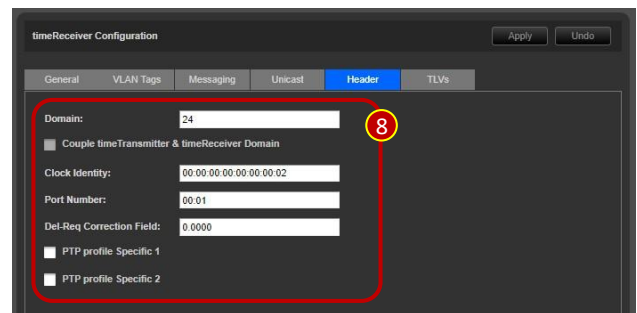 timeReceiver Configuration Apply Undo
General VLAN Tags Messaging Unicast Header TLVs
Domain: 24
8
Couple timeTransmitter & timeReceiver Domain
Clock Identity: 00:00:00:00:00:00:00:02
Port Number: 00:01
Del-Req Correction Field: 0.0000
PTP profile Specific 1
PTP profile Specific 2